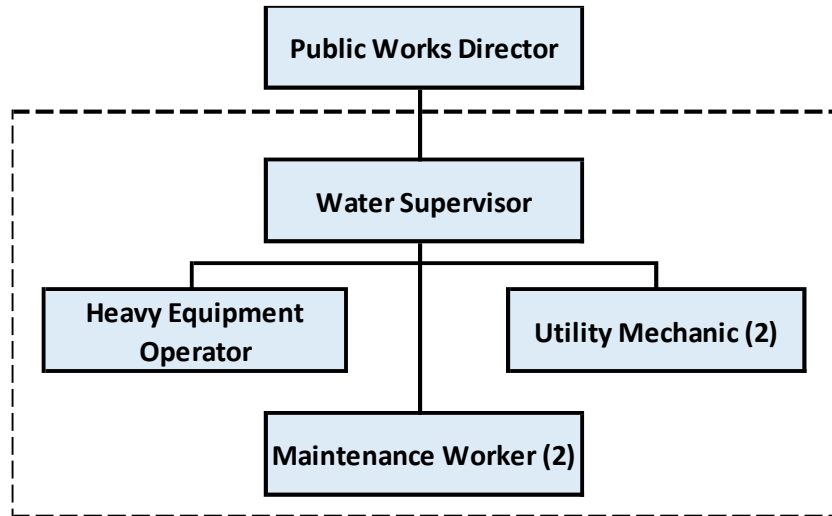 Public Works Director
Water Supervisor
Heavy Equipment
Operator
Utility Mechanic (2)
Maintenance Worker (2)